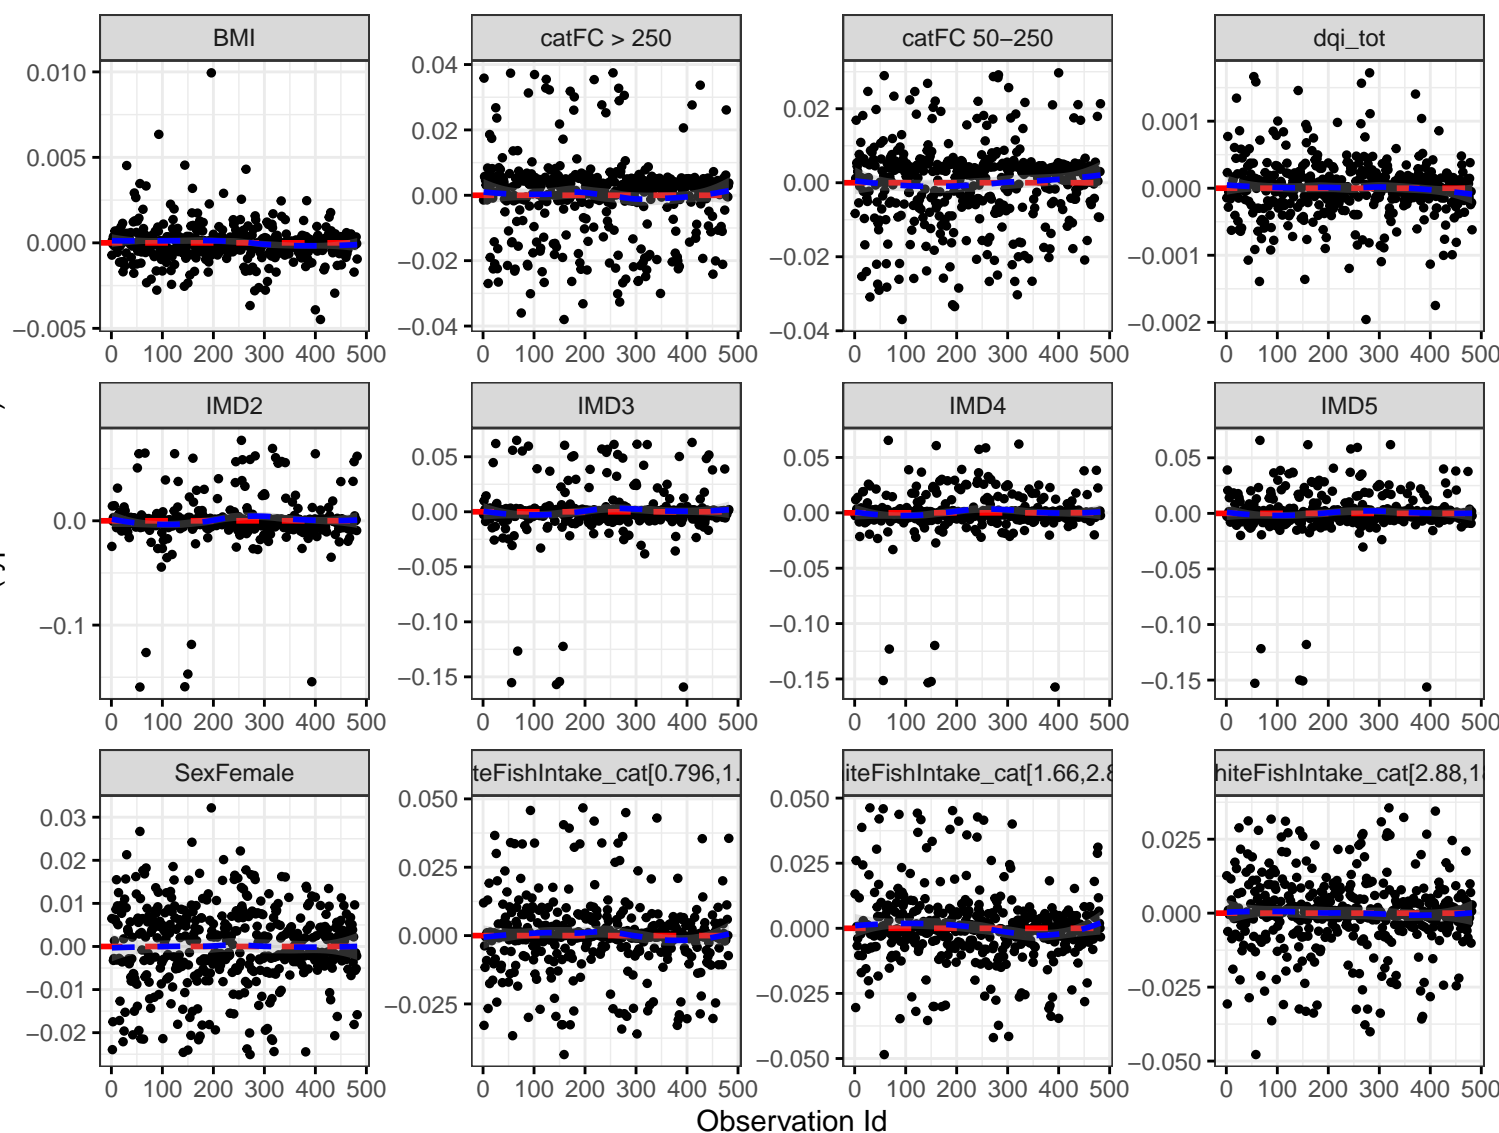 BMI catFC > 250 catFC 50−250 dqi_tot
0.010 0.005 0.000 −0.005
0.04 0.02 0.00 −0.02 −0.04
0.02 0.00 −0.02 −0.04
0.001 0.000 −0.001 −0.002
0 100 200 300 400 500 0 100 200 300 400 500 0 100 200 300 400 500 0 100 200 300 400 500
IMD2 IMD3 IMD4 IMD5
0.0 −0.1
0.05 0.00 −0.05 −0.10 −0.15
0.05 0.00 −0.05 −0.10 −0.15
0.05 0.00 −0.05 −0.10 −0.15
0 100 200 300 400 500 0 100 200 300 400 500 0 100 200 300 400 500 0 100 200 300 400 500
SexFemale teFishIntake_cat[0.796,1. iteFishIntake_cat[1.66,2.8 hiteFishIntake_cat[2.88,1
0.03 0.02 0.01 0.00 −0.01 −0.02
0.050 0.025 0.000 −0.025
0.050 0.025 0.000 −0.025 −0.050
0.025 0.000 −0.025 −0.050
0 100 200 300 400 500 0 100 200 300 400 500 0 100 200 300 400 500 0 100 200 300 400 500
Observation Id